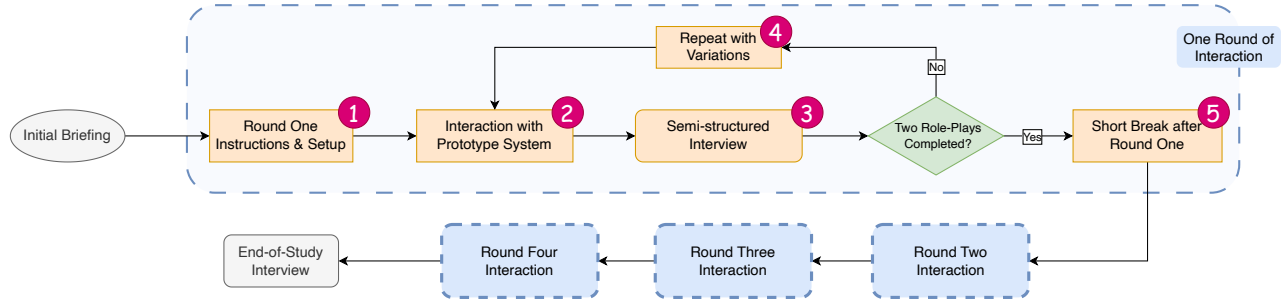 Initial Briefing
Round One
Instructions & Setup
1
Interaction with
Prototype System
2
Semi-structured
Interview
3
Repeat with
Variations
4
Two Role-Plays
Completed?
No
Yes
Short Break after
Round One
5
One Round of
Interaction
Round Two
Interaction
Round Three
Interaction
Round Four
Interaction
End-of-Study
Interview